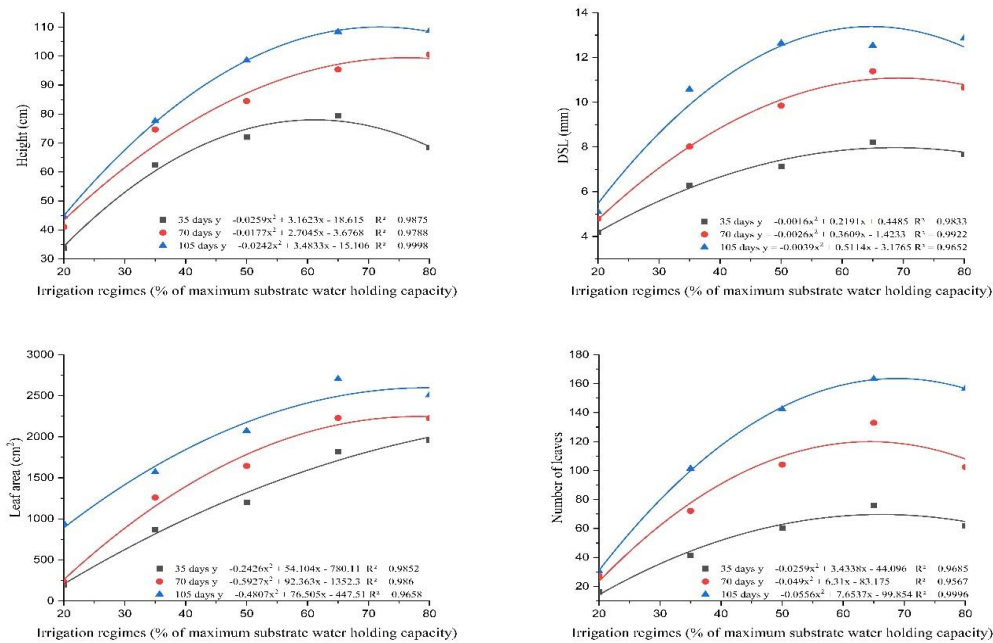 Height (cm)
110
100
90
80
70
60
50
40
30
20 30 40 50 60 70 80
■ 35 days y -0.0259x² + 3.1623x - 18.615 R² 0.9875
● 70 days y -0.0177x² + 2.7045x - 3.6768 R² 0.9788
▲ 105 days y -0.0242x² + 3.4833x - 15.106 R² 0.9998
Irrigation regimes (% of maximum substrate water holding capacity)
DSL (mm)
14
12
10
8
6
4
2
20 30 40 50 60 70 80
■ 35 days y -0.0016x² + 0.2191x + 0.4485 R² = 0.9833
● 70 days y = -0.0026x² + 0.3609x - 1.4233 R² = 0.9922
▲ 105 days y = -0.0039x² + 0.5114x - 3.1765 R² = 0.9652
Irrigation regimes (% of maximum substrate water holding capacity)
Leaf area (cm²)
3000
2500
2000
1500
1000
500
0
20 30 40 50 60 70 80
■ 35 days y -0.2426x² + 54.104x - 780.11 R² 0.9852
● 70 days y -0.5927x² + 92.363x - 1352.3 R² 0.986
▲ 105 days y -0.4807x² + 76.505x - 447.51 R² 0.9658
Irrigation regimes (% of maximum substrate water holding capacity)
Number of leaves
180
160
140
120
100
80
60
40
20
20 30 40 50 60 70 80
■ 35 days y -0.0259x² + 3.4338x - 44.096 R² 0.9685
● 70 days y -0.049x² + 6.31x - 83.175 R² 0.9567
▲ 105 days y -0.0556x² + 7.6537x - 99.854 R² 0.9996
Irrigation regimes (% of maximum substrate water holding capacity)